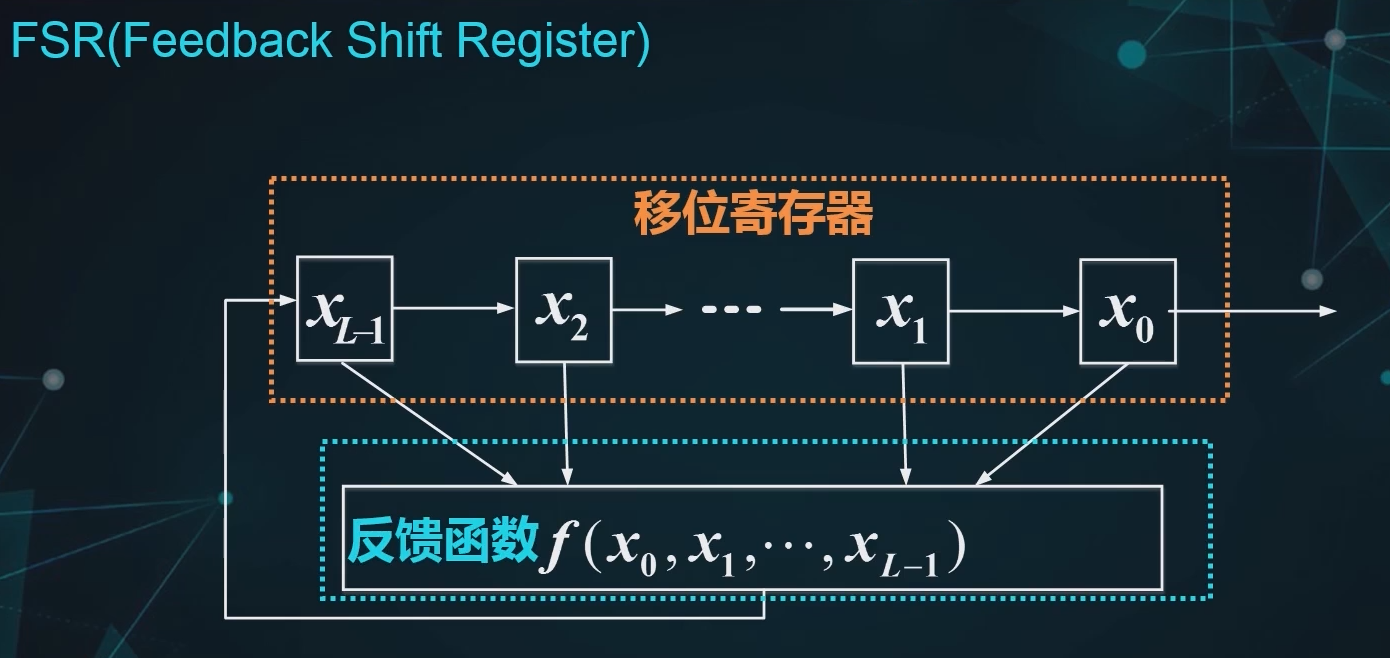 FSR(Feedback Shift Register)
移位寄存器
x_{L-1} x_2 --- x_1 x_0
反馈函数 f(x_0, x_1, ⋯, x_{L-1})